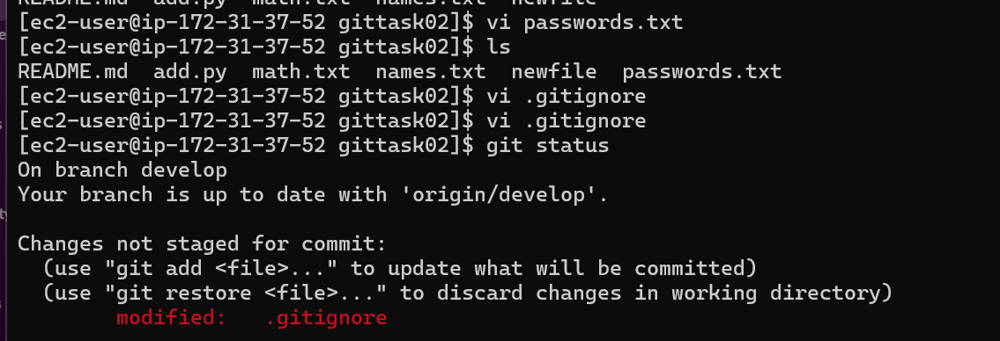 README.md  add.py  math.txt  names.txt  newfile
[ec2-user@ip-172-31-37-52 gittask02]$ vi passwords.txt
[ec2-user@ip-172-31-37-52 gittask02]$ ls
README.md  add.py  math.txt  names.txt  newfile  passwords.txt
[ec2-user@ip-172-31-37-52 gittask02]$ vi .gitignore
[ec2-user@ip-172-31-37-52 gittask02]$ vi .gitignore
[ec2-user@ip-172-31-37-52 gittask02]$ git status
On branch develop
Your branch is up to date with 'origin/develop'.
Changes not staged for commit:
  (use "git add <file>..." to update what will be committed)
  (use "git restore <file>..." to discard changes in working directory)
        modified:   .gitignore